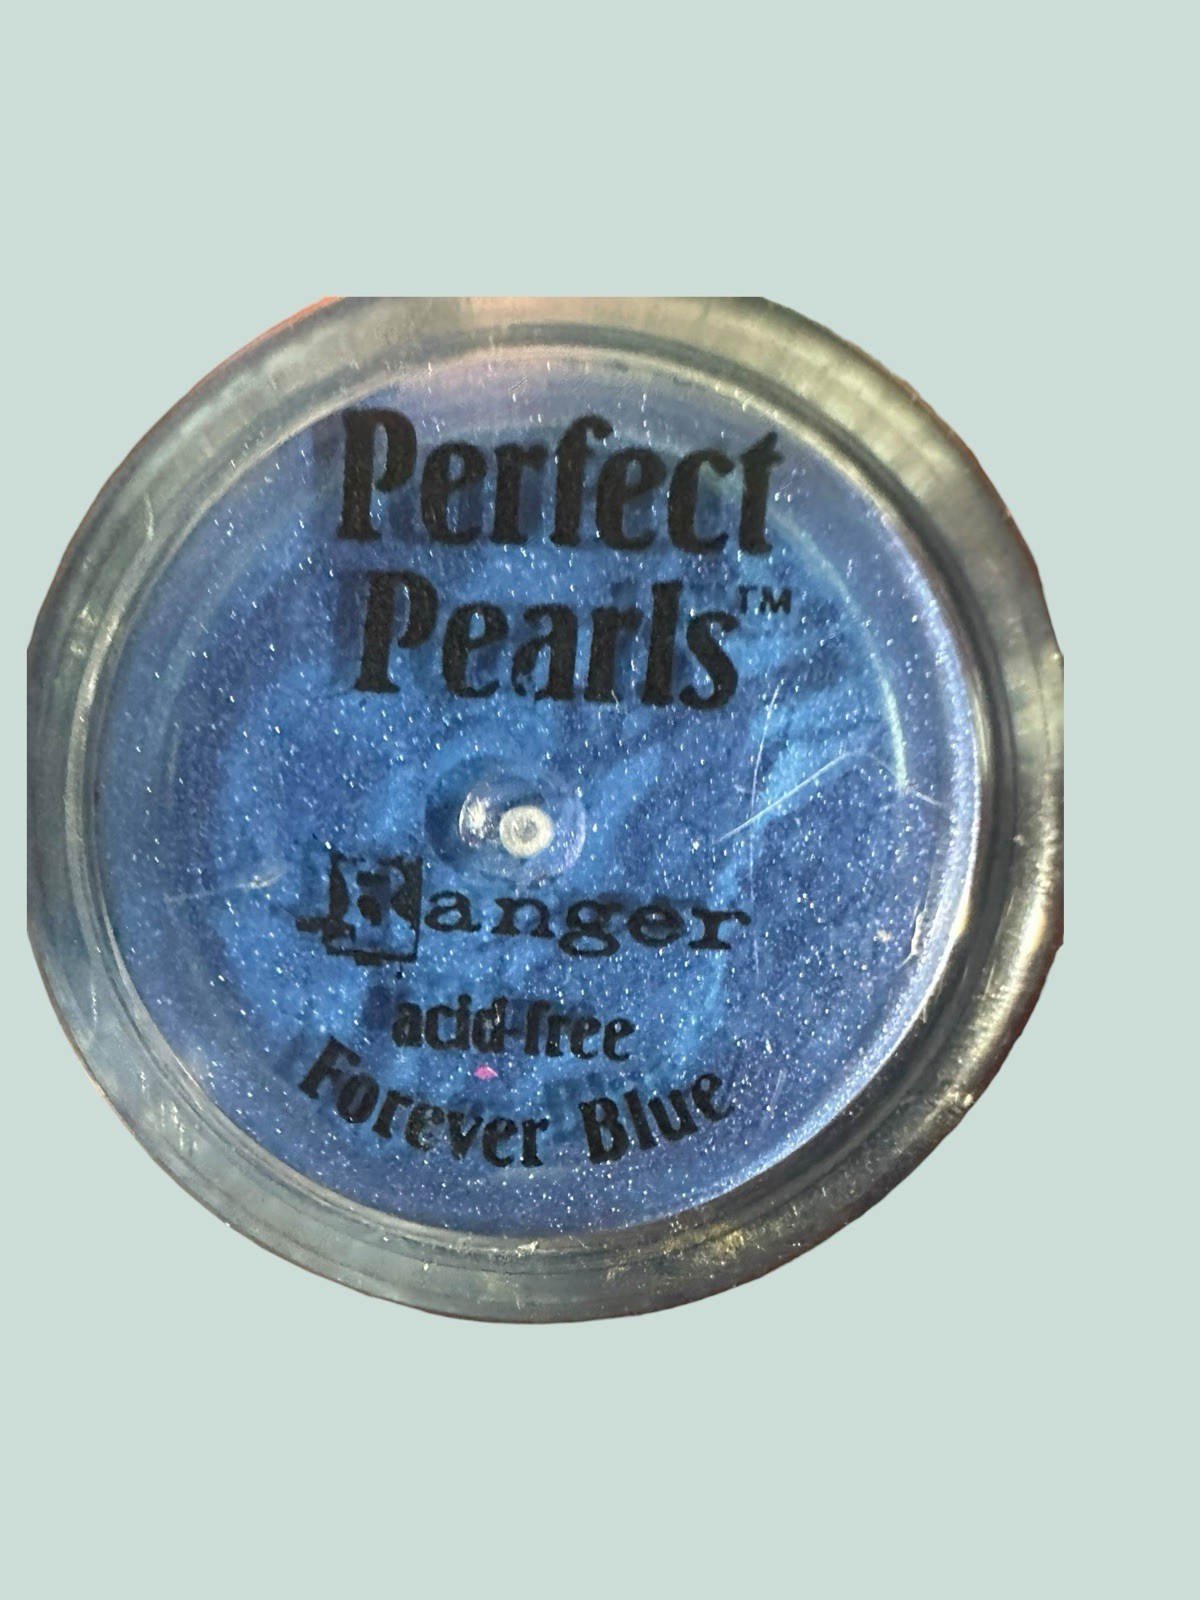 Perfect
Pearls™
Ranger
acid-free
Forever Blue